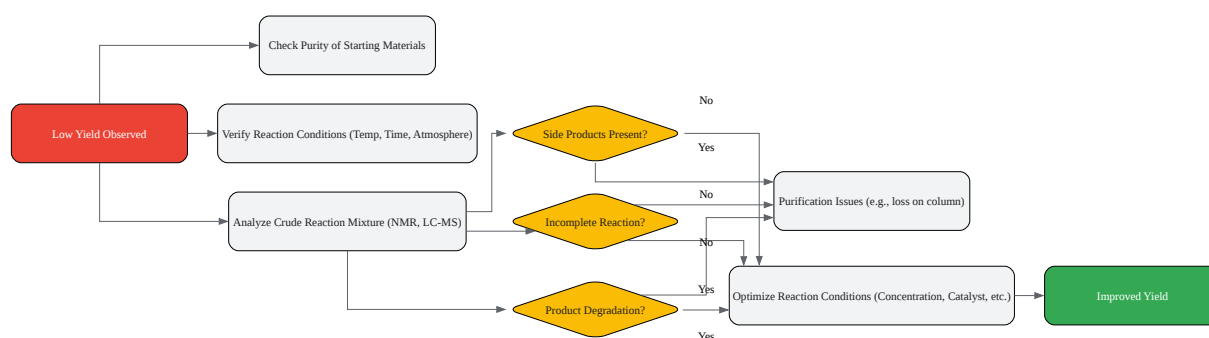 Check Purity of Starting Materials
Low Yield Observed
Verify Reaction Conditions (Temp, Time, Atmosphere)
Analyze Crude Reaction Mixture (NMR, LC-MS)
Side Products Present?
Incomplete Reaction?
Product Degradation?
No
Yes
No
No
Yes
Yes
Purification Issues (e.g., loss on column)
Optimize Reaction Conditions (Concentration, Catalyst, etc.)
Improved Yield